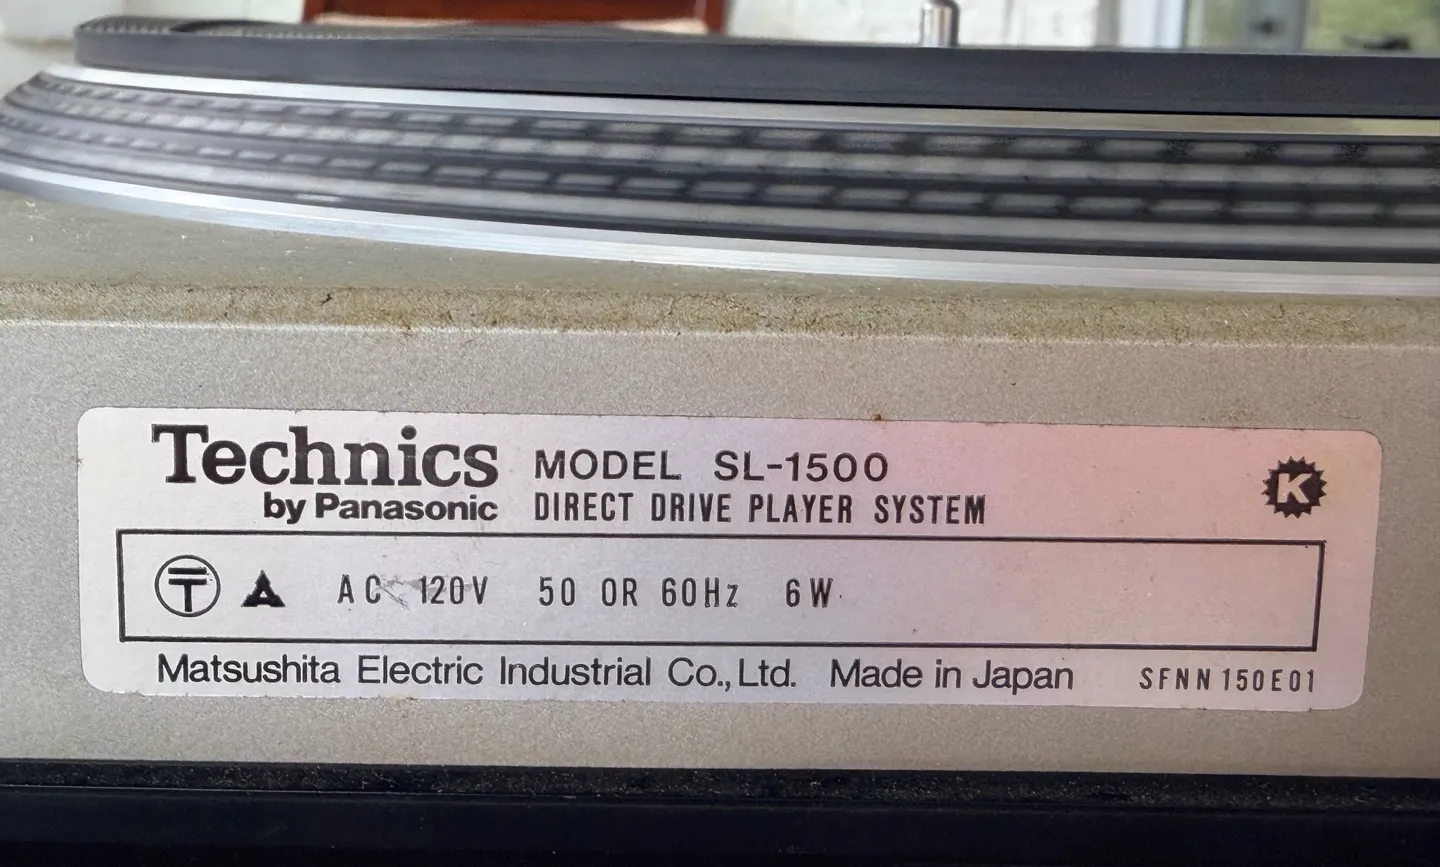 Technics MODEL SL-1500
by Panasonic DIRECT DRIVE PLAYER SYSTEM
K
T AC 120V 50 OR 60Hz 6W
Matsushita Electric Industrial Co., Ltd. Made in Japan SFNN150E01